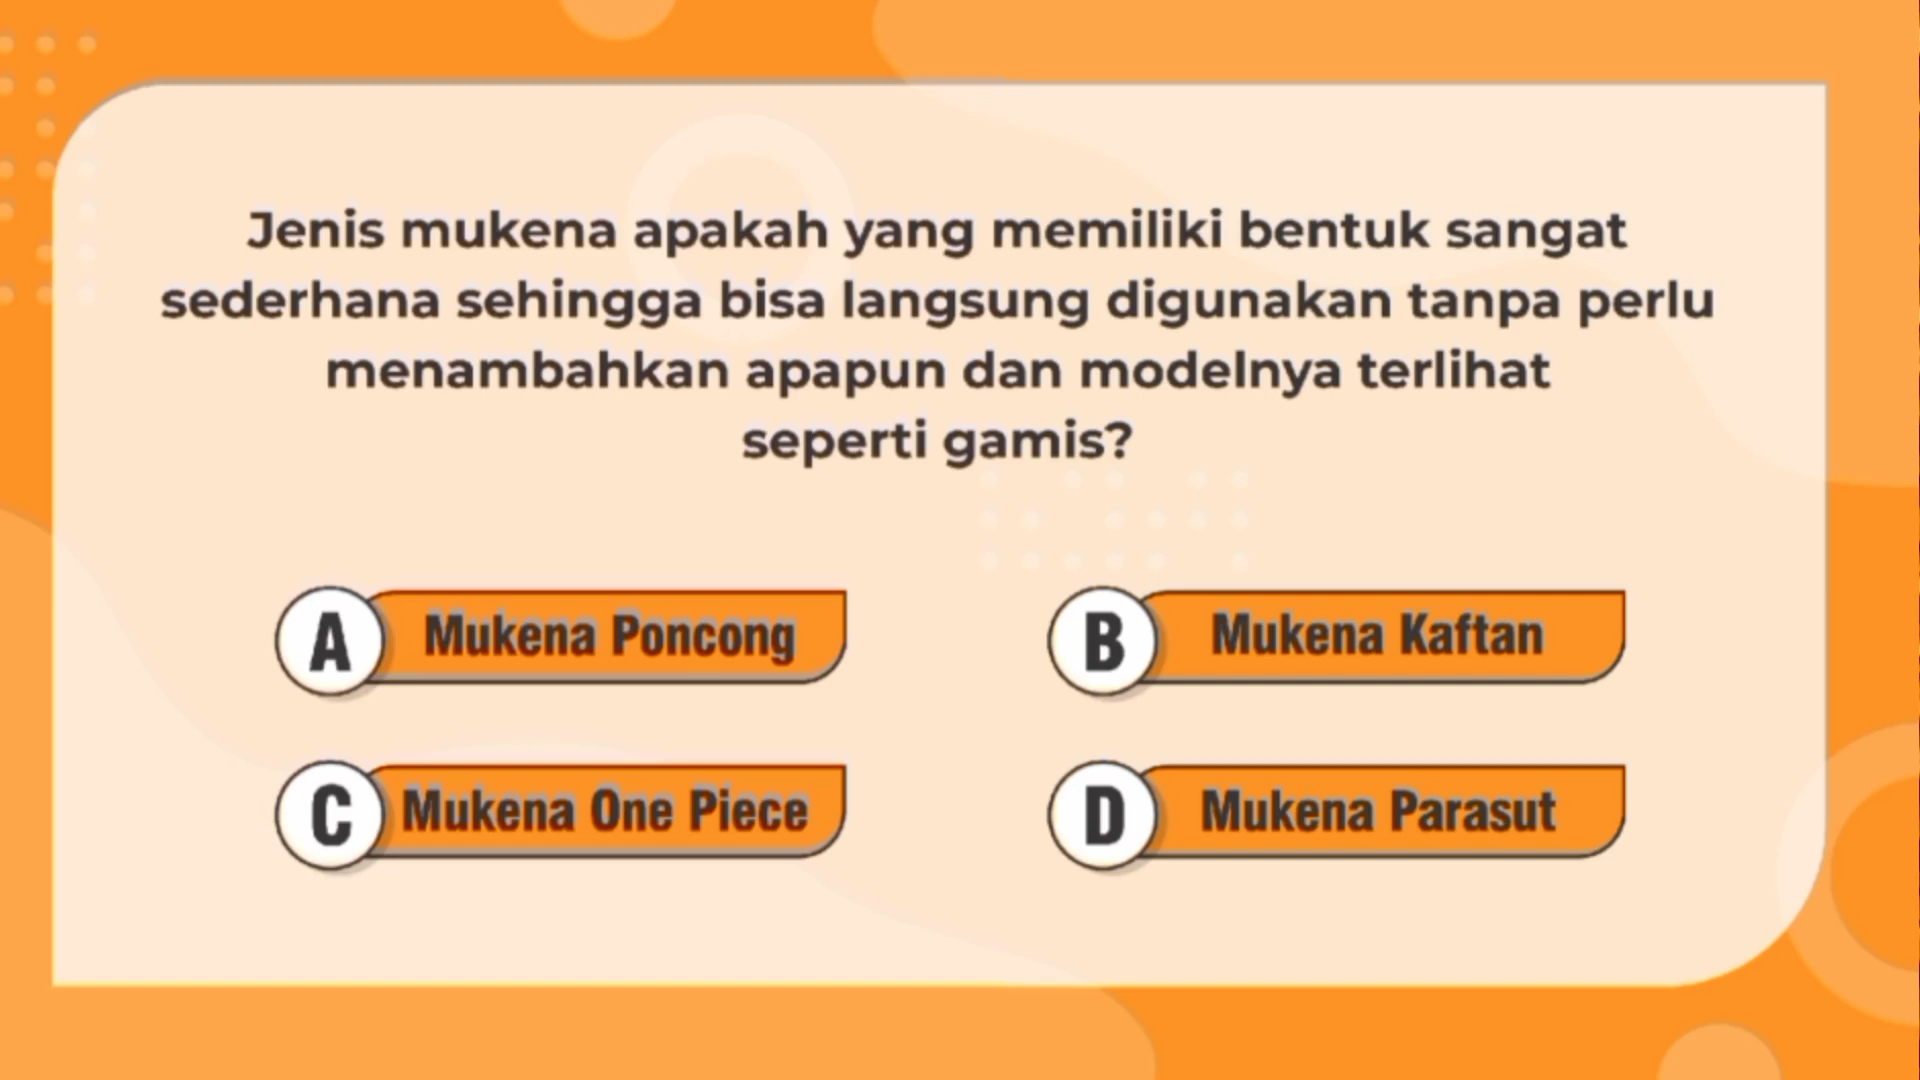 Jenis mukena apakah yang memiliki bentuk sangat
sederhana sehingga bisa langsung digunakan tanpa perlu
menambahkan apapun dan modelnya terlihat
seperti gamis?
A Mukena Poncong
B Mukena Kaftan
C Mukena One Piece
D Mukena Parasut